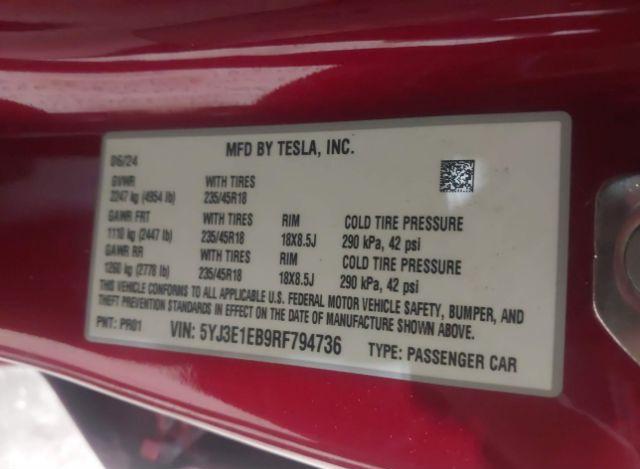 MFD BY TESLA, INC.
06/24
GVWR WITH TIRES
2247 kg (4954 lb) 235/45R18
GAWR FRT WITH TIRES RIM COLD TIRE PRESSURE
1110 kg (2447 lb) 235/45R18 18X8.5J 290 kPa, 42 psi
GAWR RR WITH TIRES RIM COLD TIRE PRESSURE
1260 kg (2778 lb) 235/45R18 18X8.5J 290 kPa, 42 psi
THIS VEHICLE CONFORMS TO ALL APPLICABLE U.S. FEDERAL MOTOR VEHICLE SAFETY, BUMPER, AND
THEFT PREVENTION STANDARDS IN EFFECT ON THE DATE OF MANUFACTURE SHOWN ABOVE.
PNT: PR01 VIN: 5YJ3E1EB9RF794736 TYPE: PASSENGER CAR